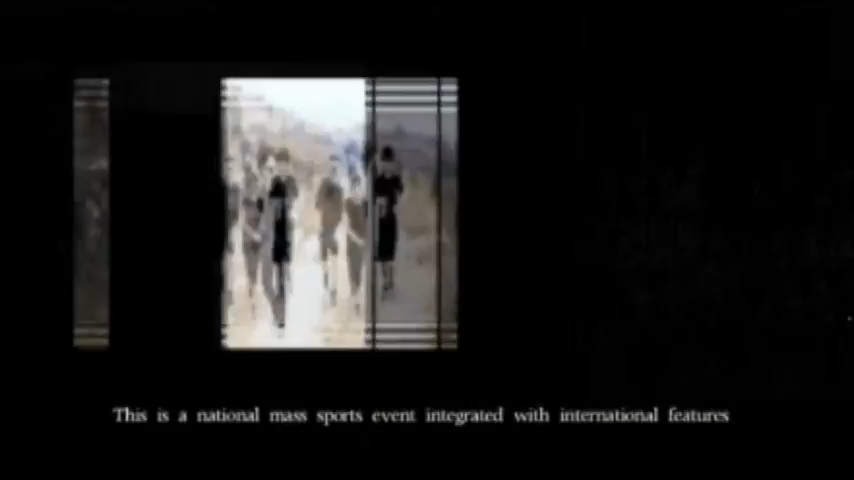 This is a national mass sports event integrated with international features